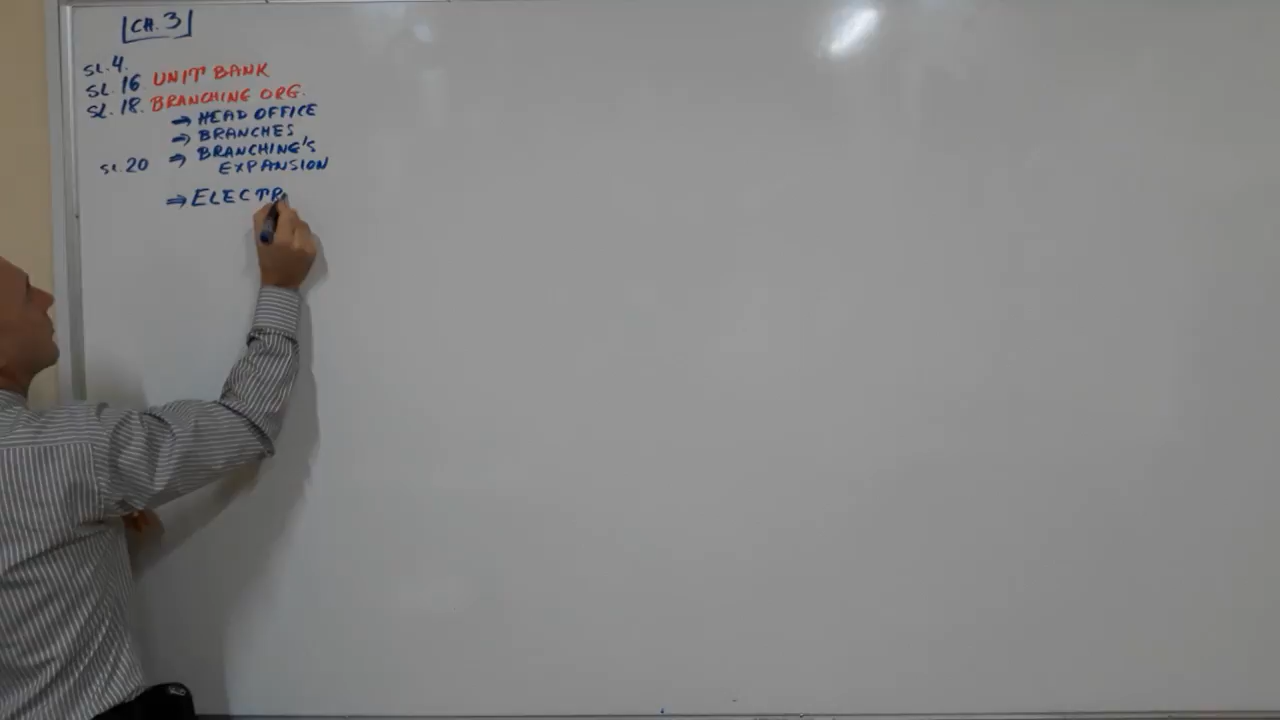 CH. 3
SL.4.
SL.16. UNIT BANK
SL.18. BRANCHING ORG.
⇒ HEAD OFFICE
⇒ BRANCHES
SL.20 ⇒ BRANCHING'S
EXPANSION
⇒ ELECTR